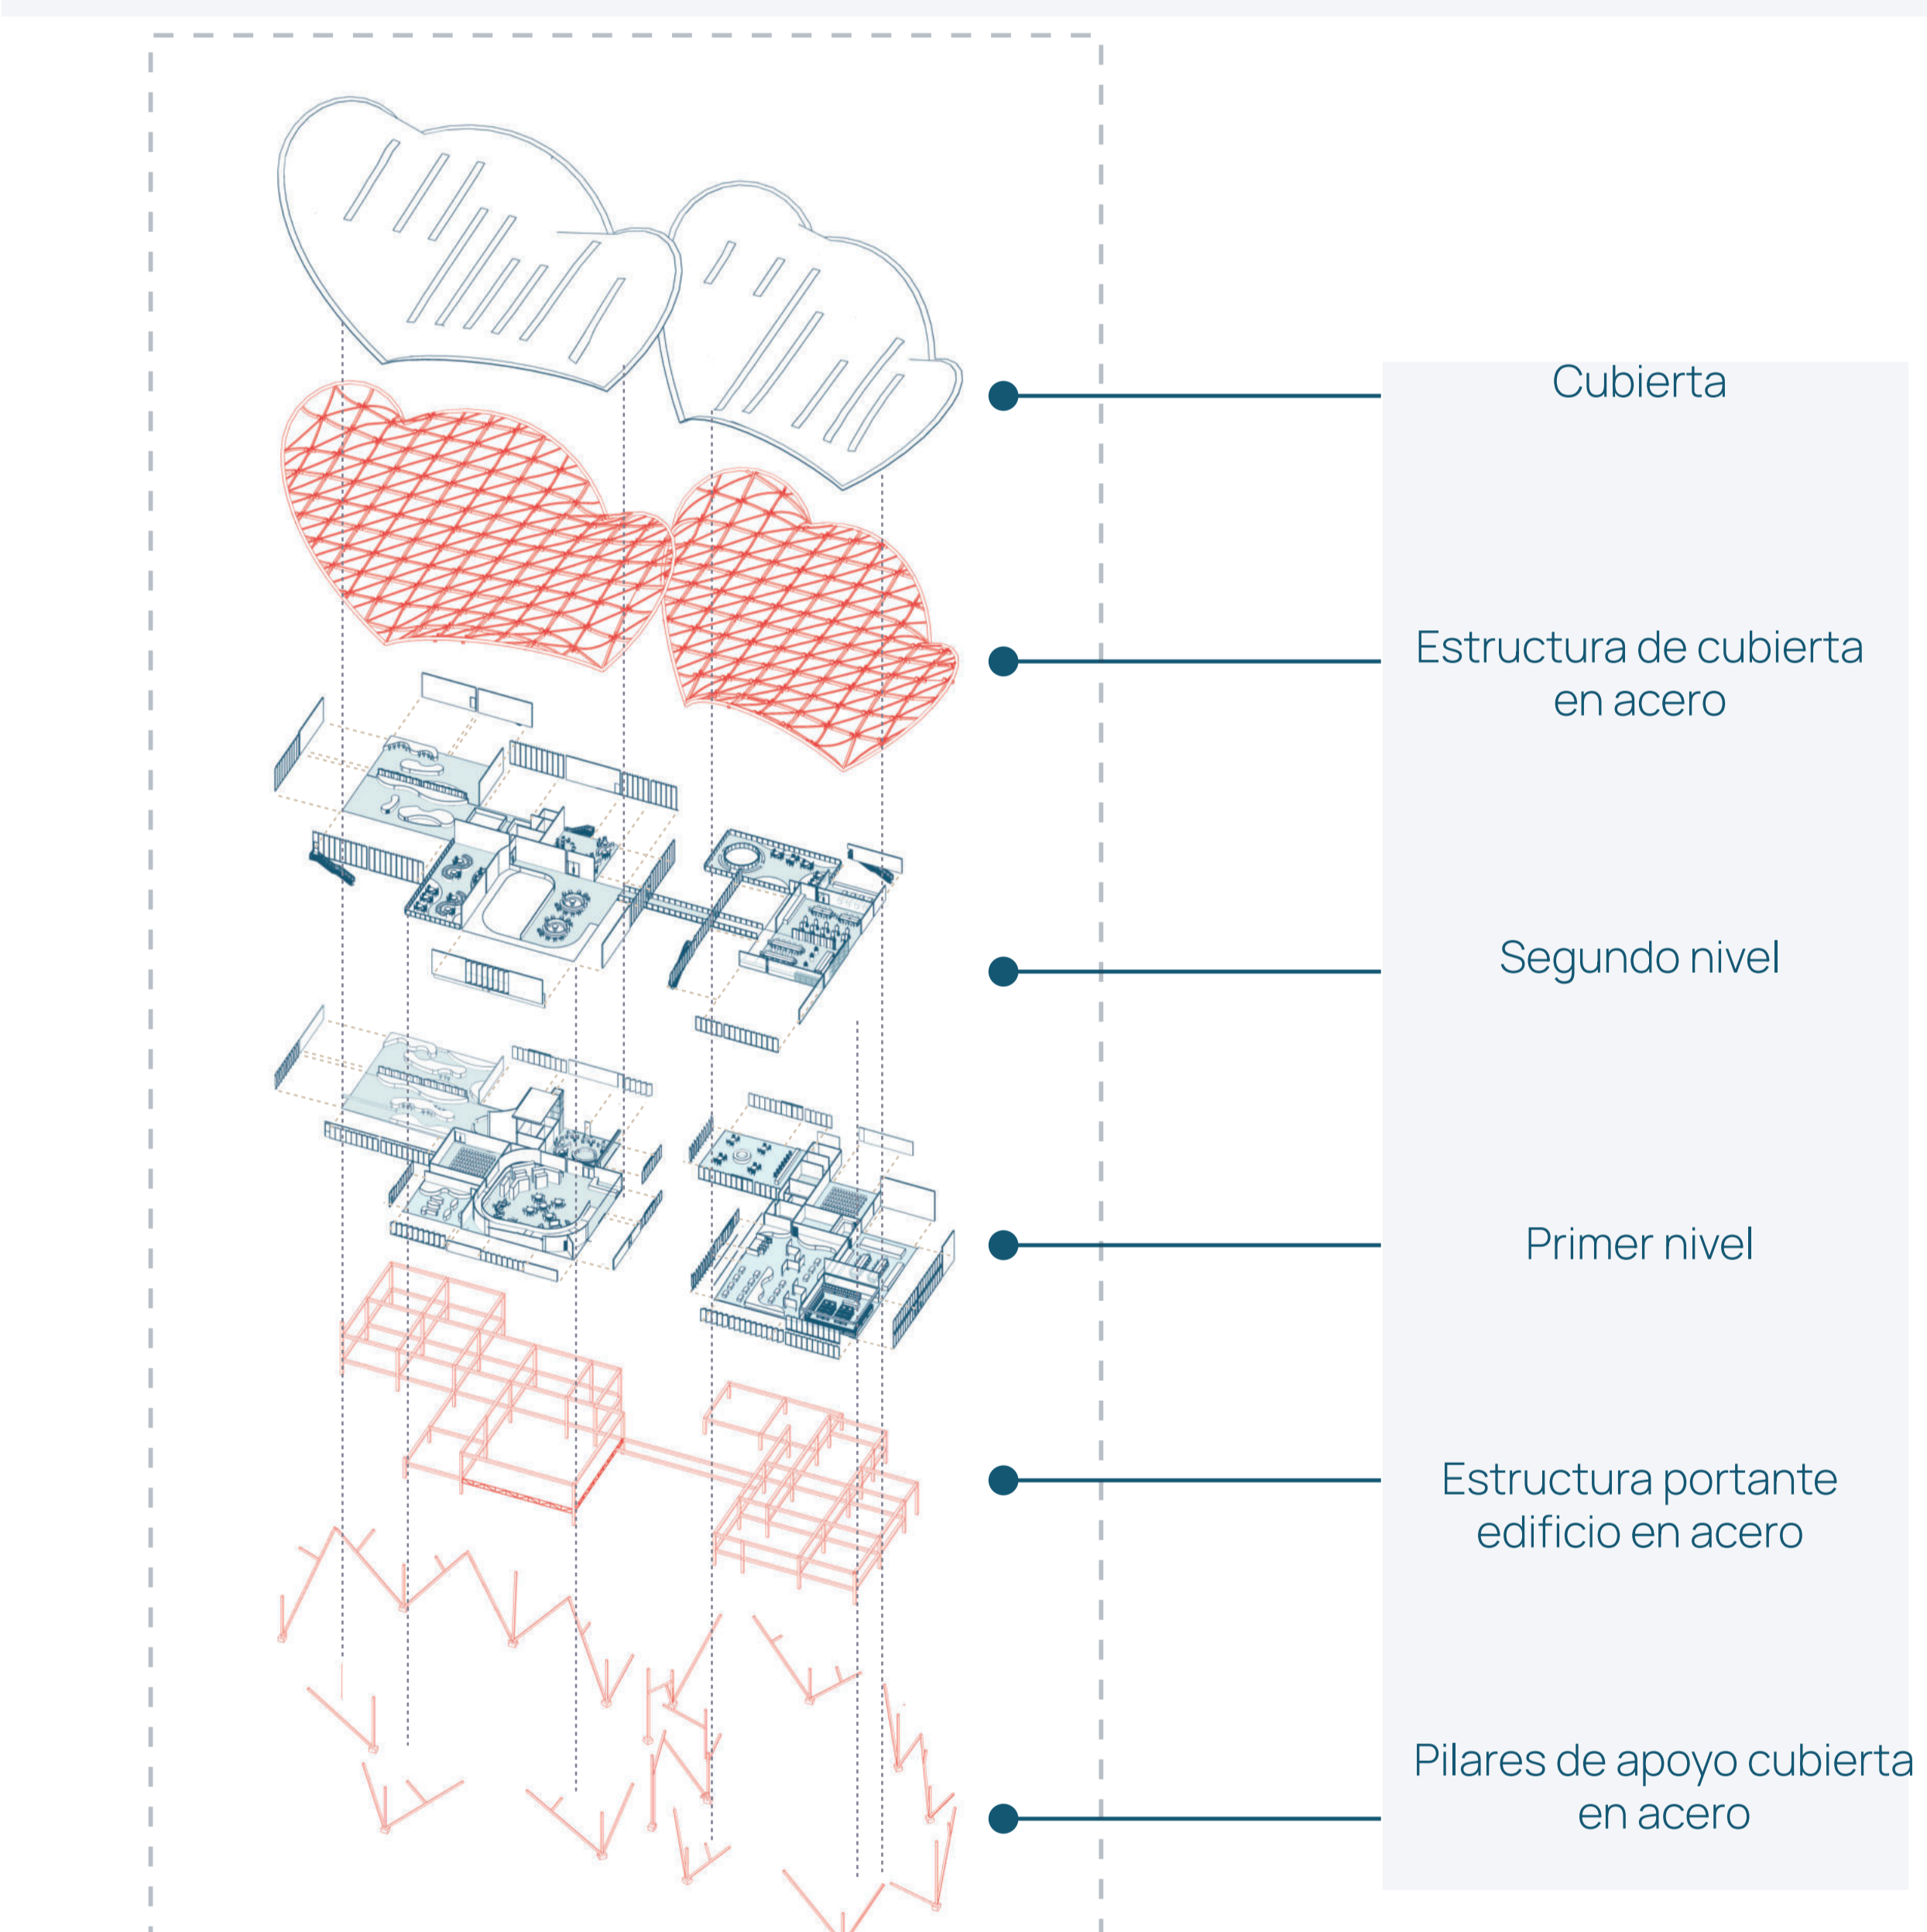 Cubierta
Estructura de cubierta
en acero
Segundo nivel
Primer nivel
Estructura portante
edificio en acero
Pilares de apoyo cubierta
en acero